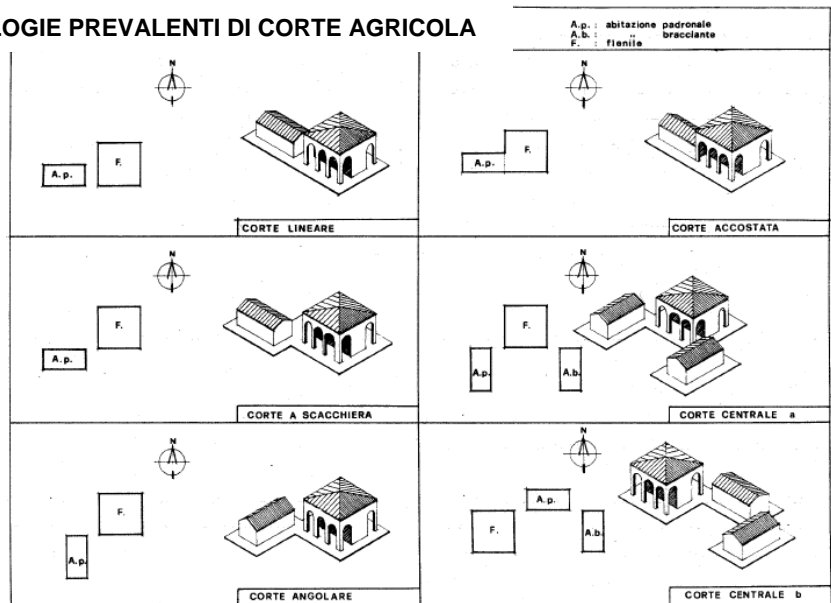 LOGIE PREVALENTI DI CORTE AGRICOLA
A.p. : abitazione padronale
A.b. : " bracciante
F. : fienile
N
A.p.
F.
CORTE LINEARE
N
A.p.
F.
CORTE ACCOSTATA
N
F.
A.p.
CORTE A SCACCHIERA
N
F.
A.p.
A.b.
CORTE CENTRALE a
N
F.
A.p.
CORTE ANGOLARE
N
A.p.
F.
A.b.
CORTE CENTRALE b